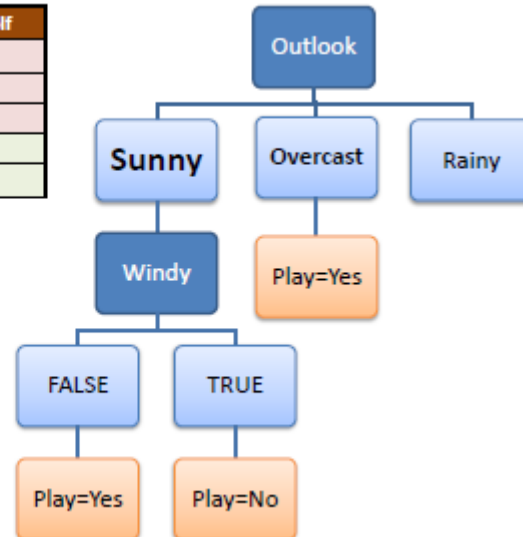 Outlook
Sunny
Overcast
Rainy
Windy
Play=Yes
FALSE
TRUE
Play=Yes
Play=No